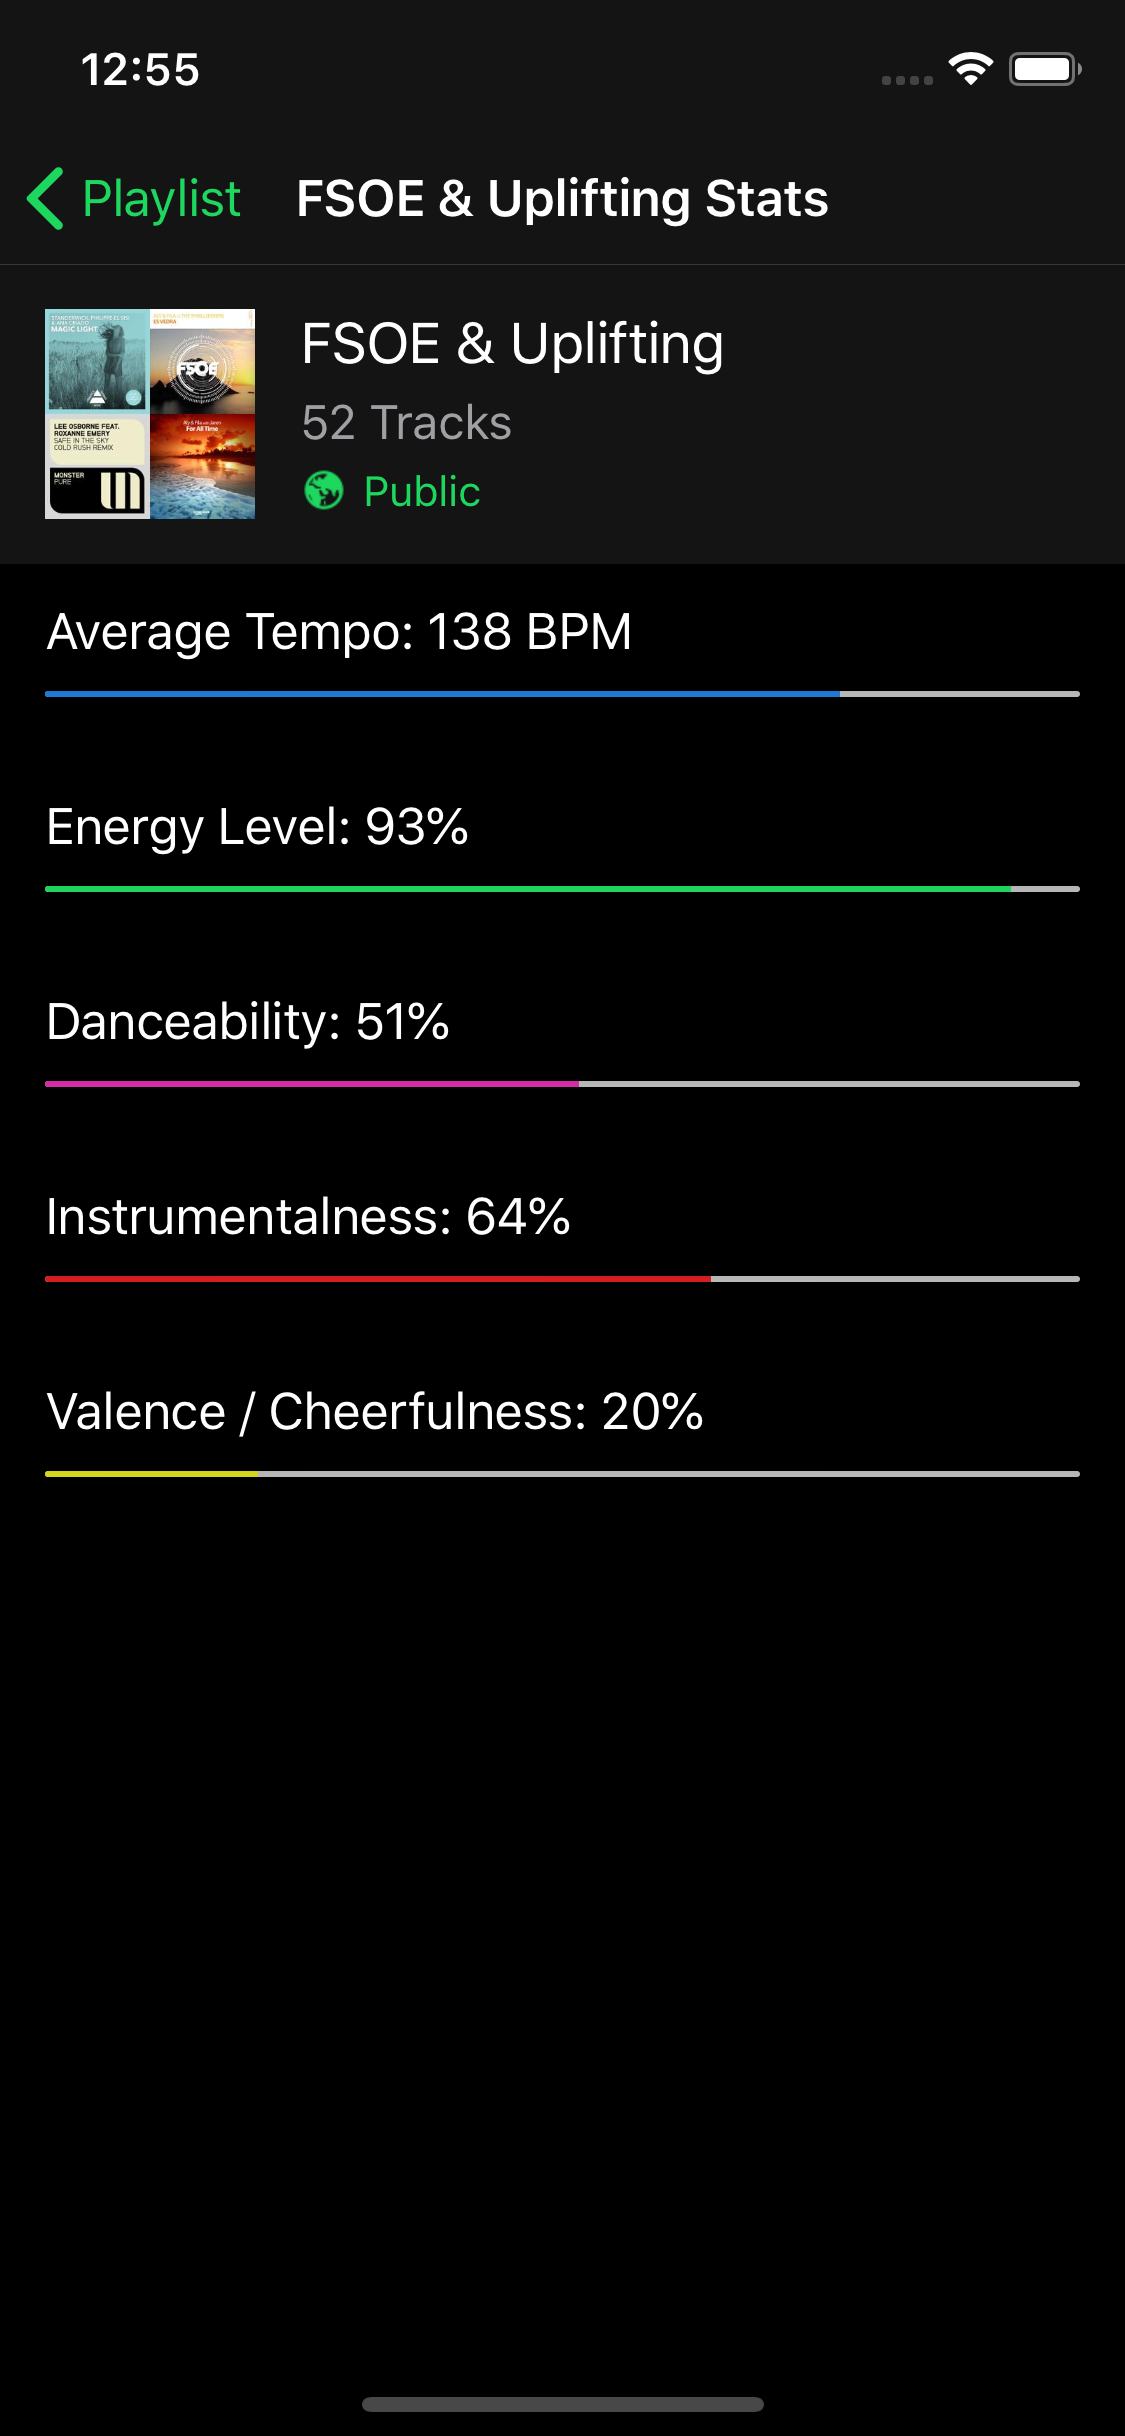 12:55
Playlist
FSOE & Uplifting Stats
MAGIC LIGHT
FSOE
LEE OSBORNE FEAT.
ROXANNE EMERY
SAFE IN THE SKY
COLD RUSH REMIX
MONSTER
PURE
For All Time
FSOE & Uplifting
52 Tracks
Public
Average Tempo: 138 BPM
Energy Level: 93%
Danceability: 51%
Instrumentalness: 64%
Valence / Cheerfulness: 20%